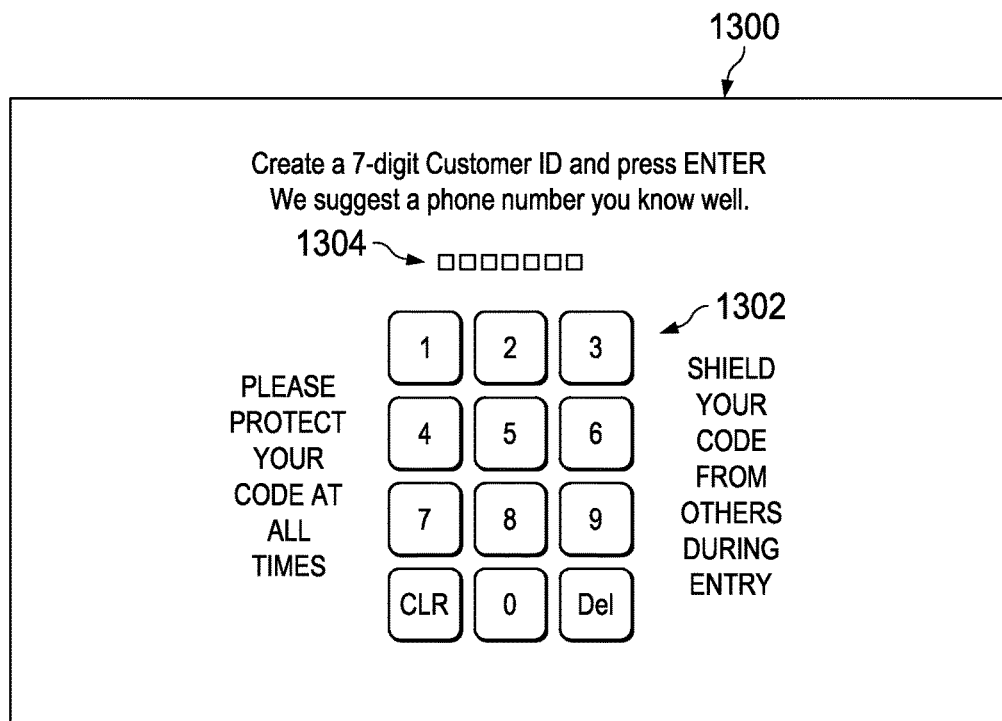 1300
Create a 7-digit Customer ID and press ENTER
We suggest a phone number you know well.
1304
1302
1 2 3
4 5 6
7 8 9
CLR 0 Del
PLEASE
PROTECT
YOUR
CODE AT
ALL
TIMES
SHIELD
YOUR
CODE
FROM
OTHERS
DURING
ENTRY